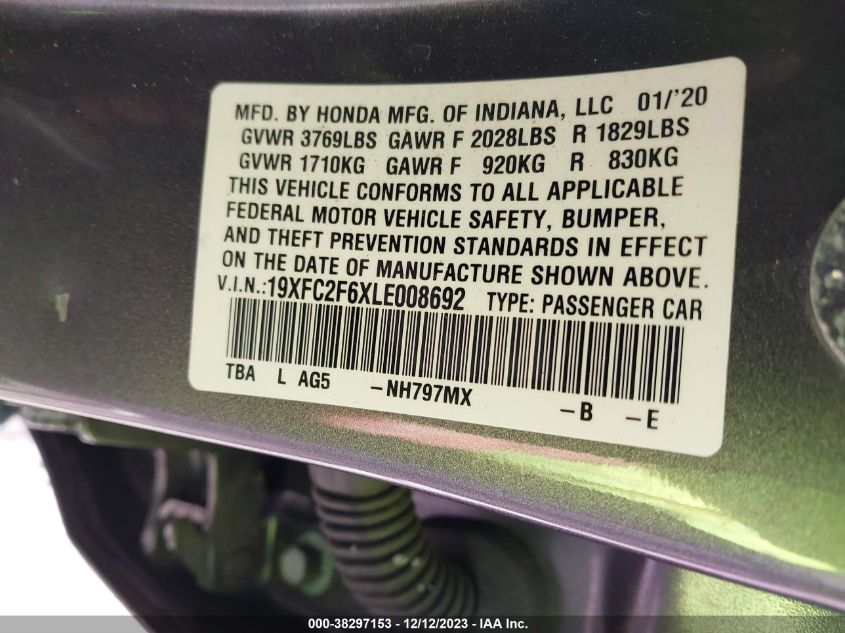 MFD. BY HONDA MFG. OF INDIANA, LLC 01/'20
GVWR 3769LBS GAWR F 2028LBS R 1829LBS
GVWR 1710KG GAWR F 920KG R 830KG
THIS VEHICLE CONFORMS TO ALL APPLICABLE
FEDERAL MOTOR VEHICLE SAFETY, BUMPER,
AND THEFT PREVENTION STANDARDS IN EFFECT
ON THE DATE OF MANUFACTURE SHOWN ABOVE.
V.I.N.:19XFC2F6XLE008692 TYPE: PASSENGER CAR
TBA L AG5 -NH797MX -B -E
000-38297153 - 12/12/2023 - IAA Inc.